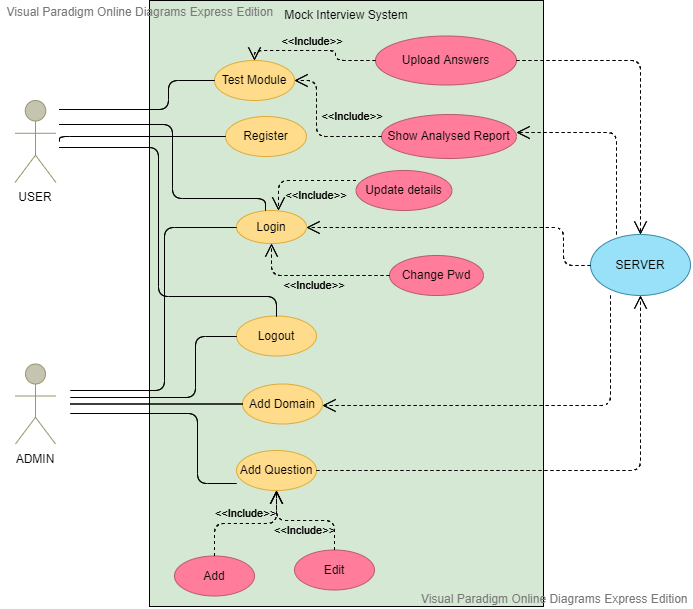 Visual Paradigm Online Diagrams Express Edition
Mock Interview System
<<Include>>
Upload Answers
Test Module
<<Include>>
Register
Show Analysed Report
USER
Update details
<<Include>>
Login
SERVER
Change Pwd
<<Include>>
Logout
Add Domain
ADMIN
Add Question
<<Include>>
<<Include>>
Add
Edit
Visual Paradigm Online Diagrams Express Edition